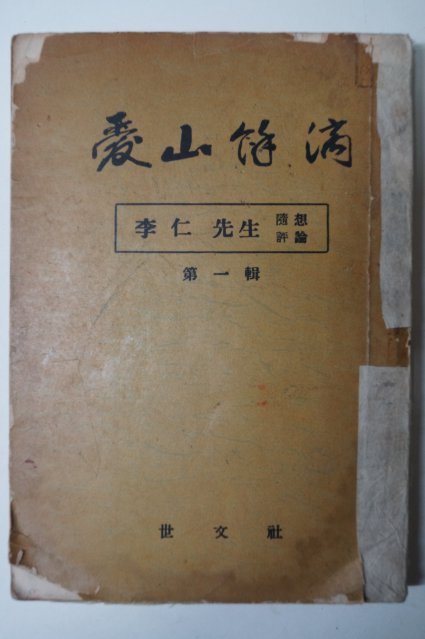 愛山餘滴
李仁 先生 隨想 評論
第一輯
世文社